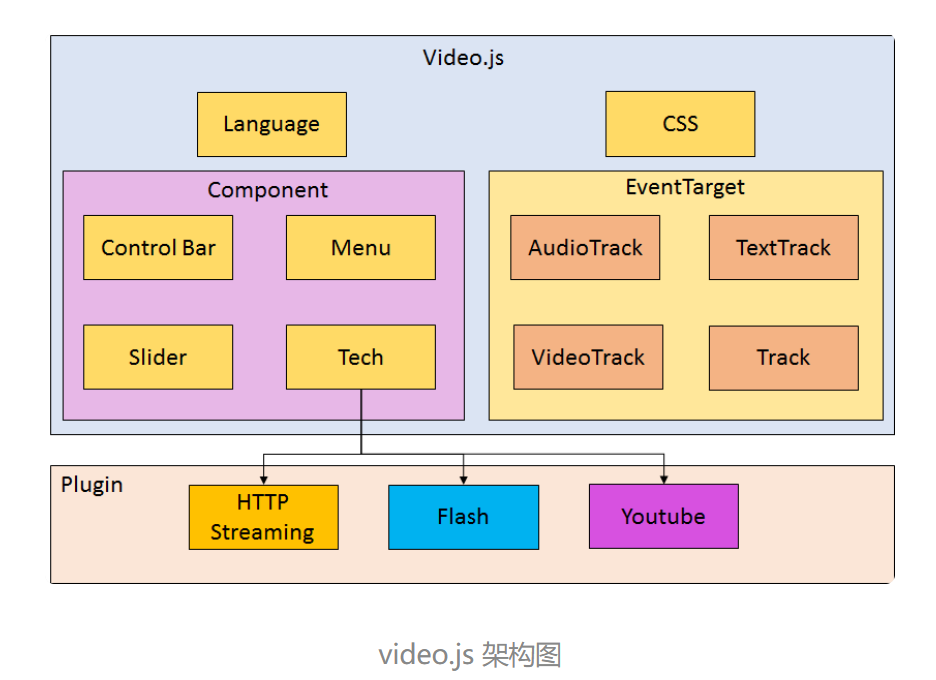 Video.js
Language
CSS
Component
Control Bar
Menu
Slider
Tech
EventTarget
AudioTrack
TextTrack
VideoTrack
Track
Plugin
HTTP
Streaming
Flash
Youtube
video.js 架构图